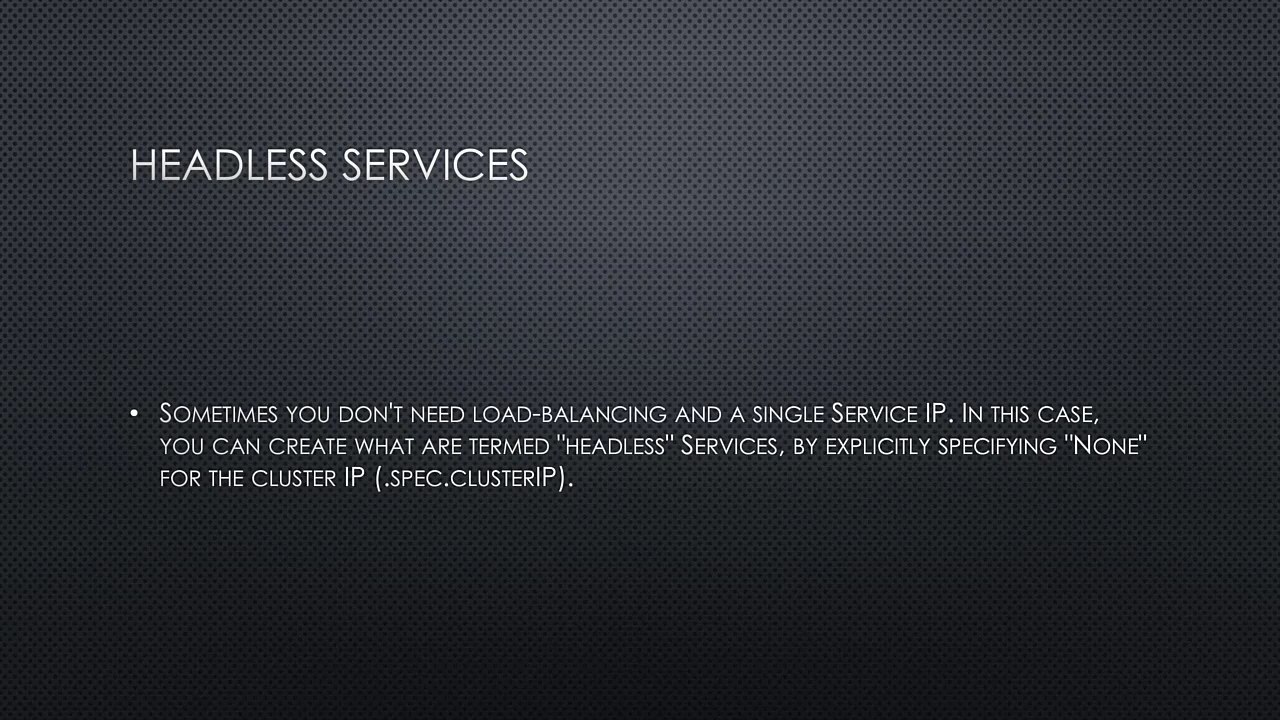 HEADLESS SERVICES
• Sometimes you don't need load-balancing and a single Service IP. In this case,
you can create what are termed "headless" Services, by explicitly specifying "None"
for the cluster IP (.spec.clusterIP).